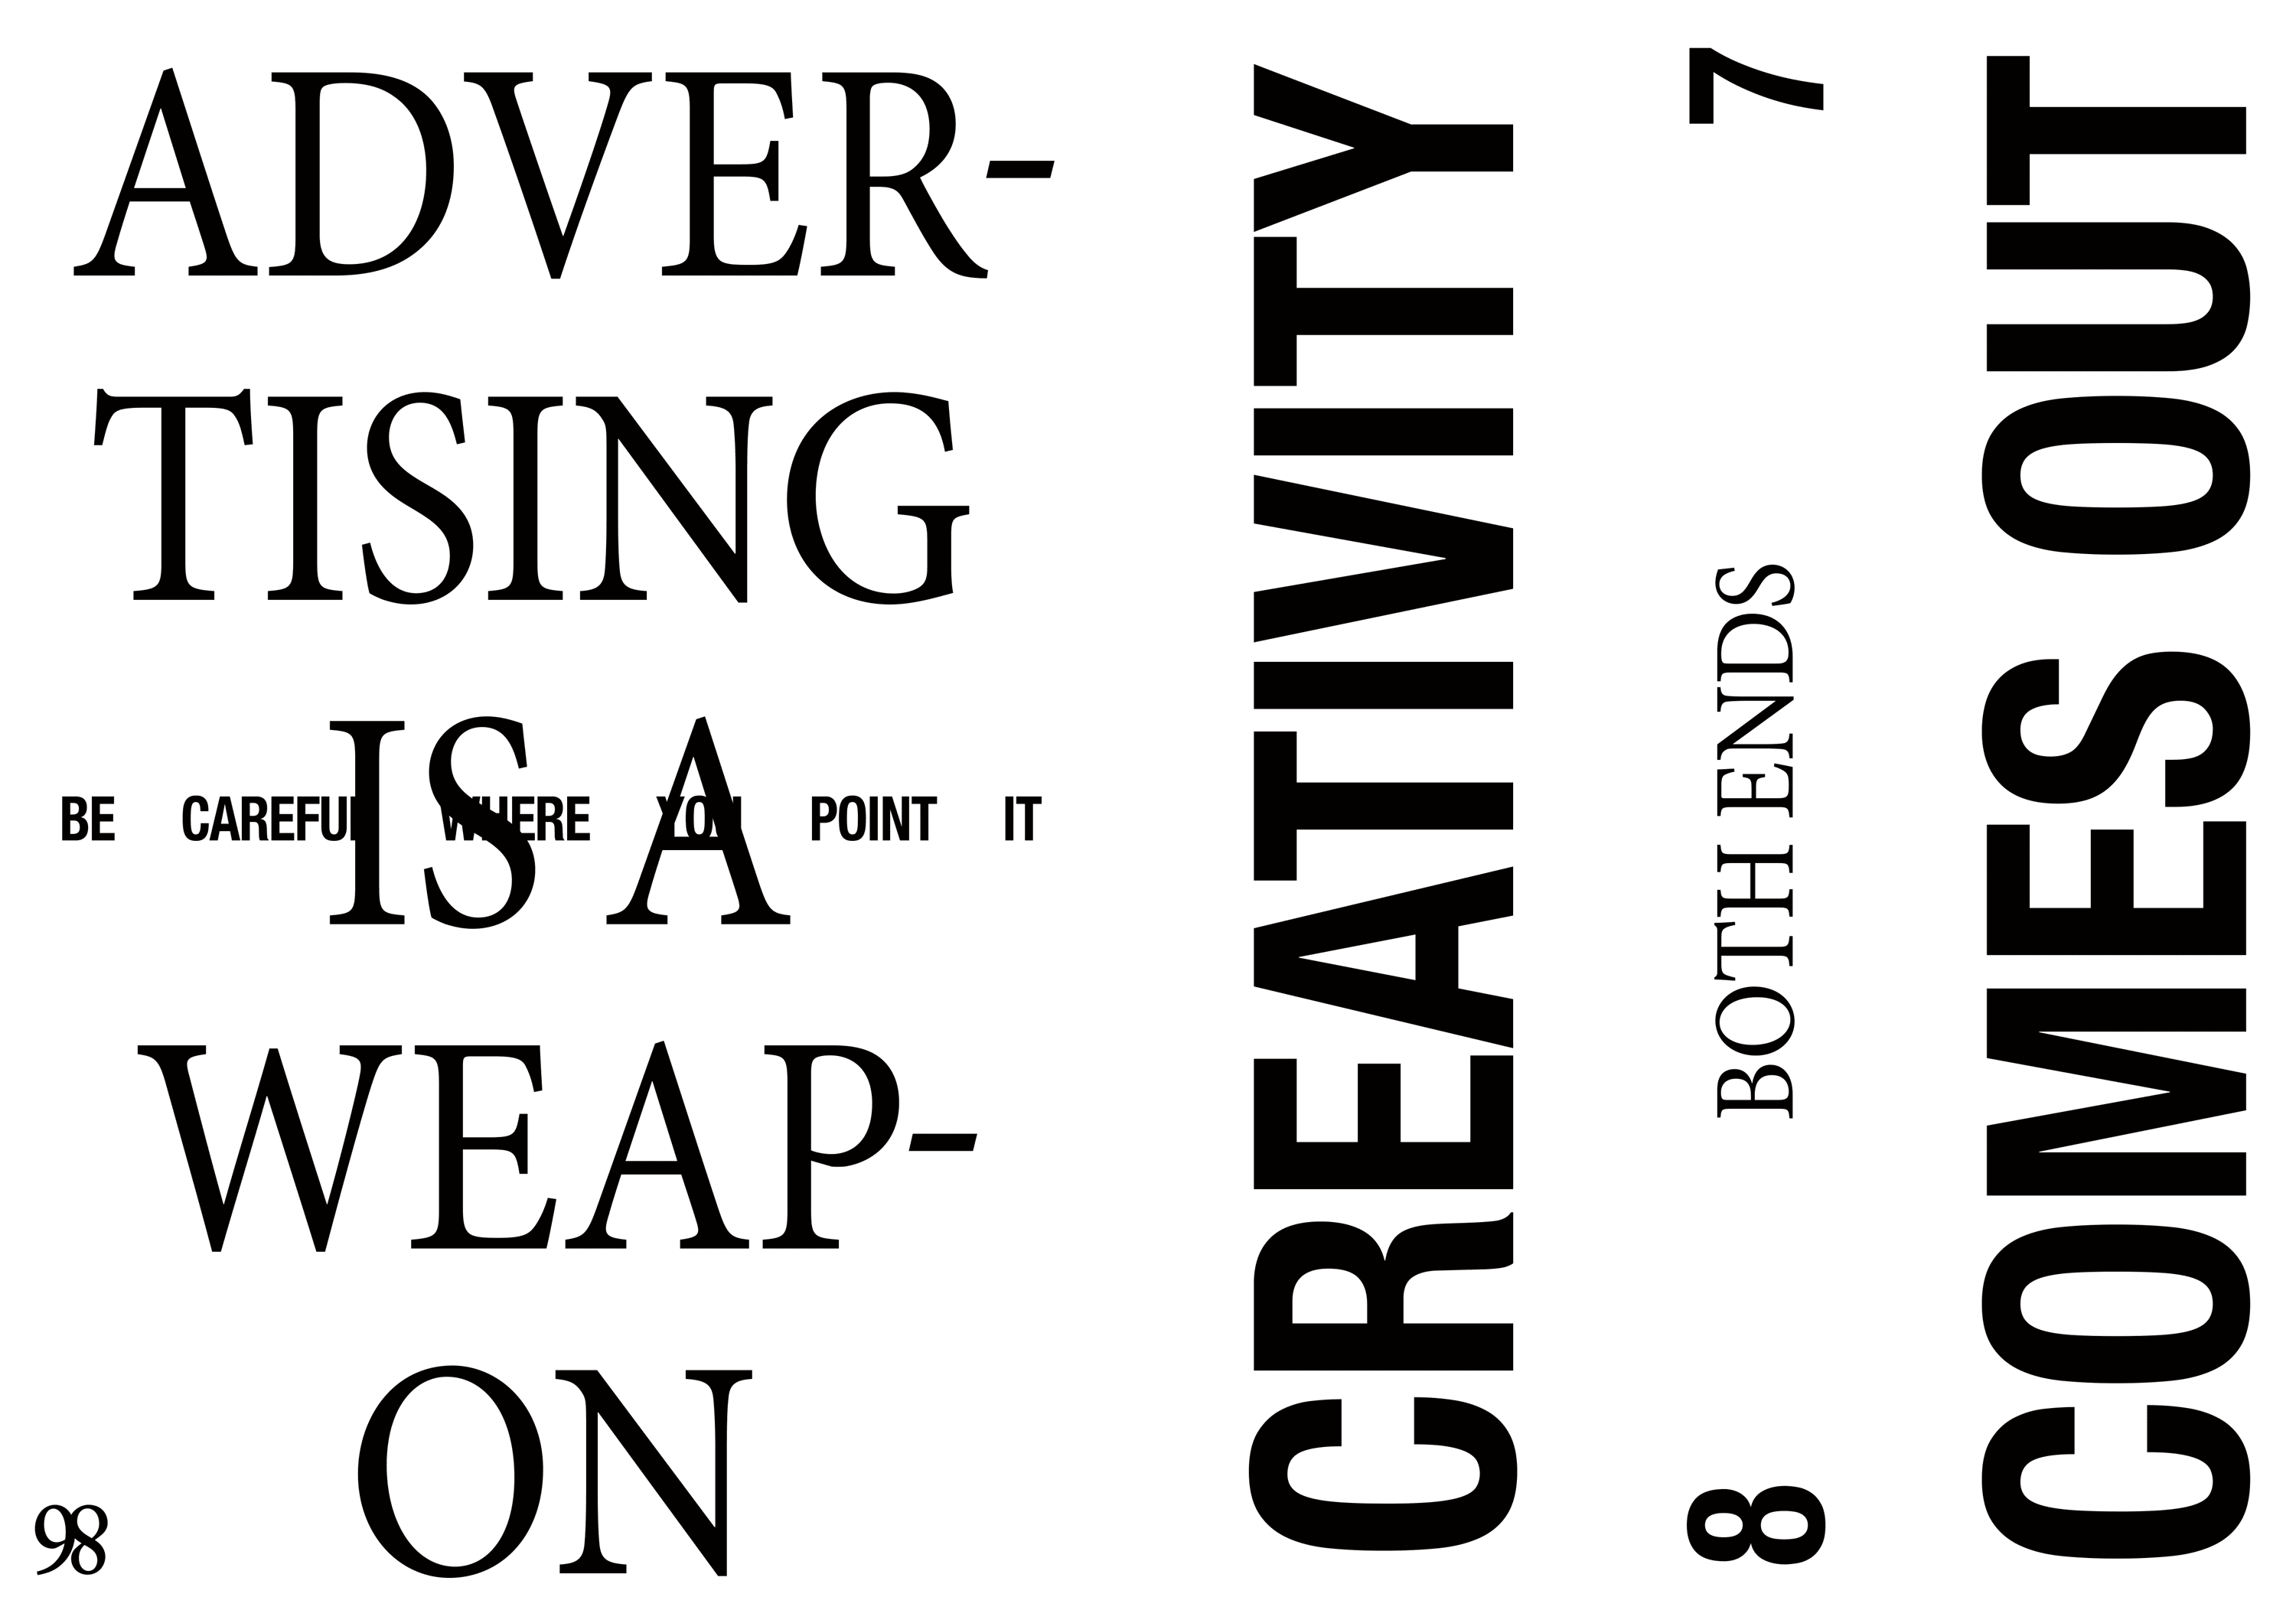 ADVER-
TISING
IS A
BE CAREFUL WHERE YOU POINT IT
WEAP-
ON
98
CREATIVITY
8 BOTH ENDS 7
COMES OUT